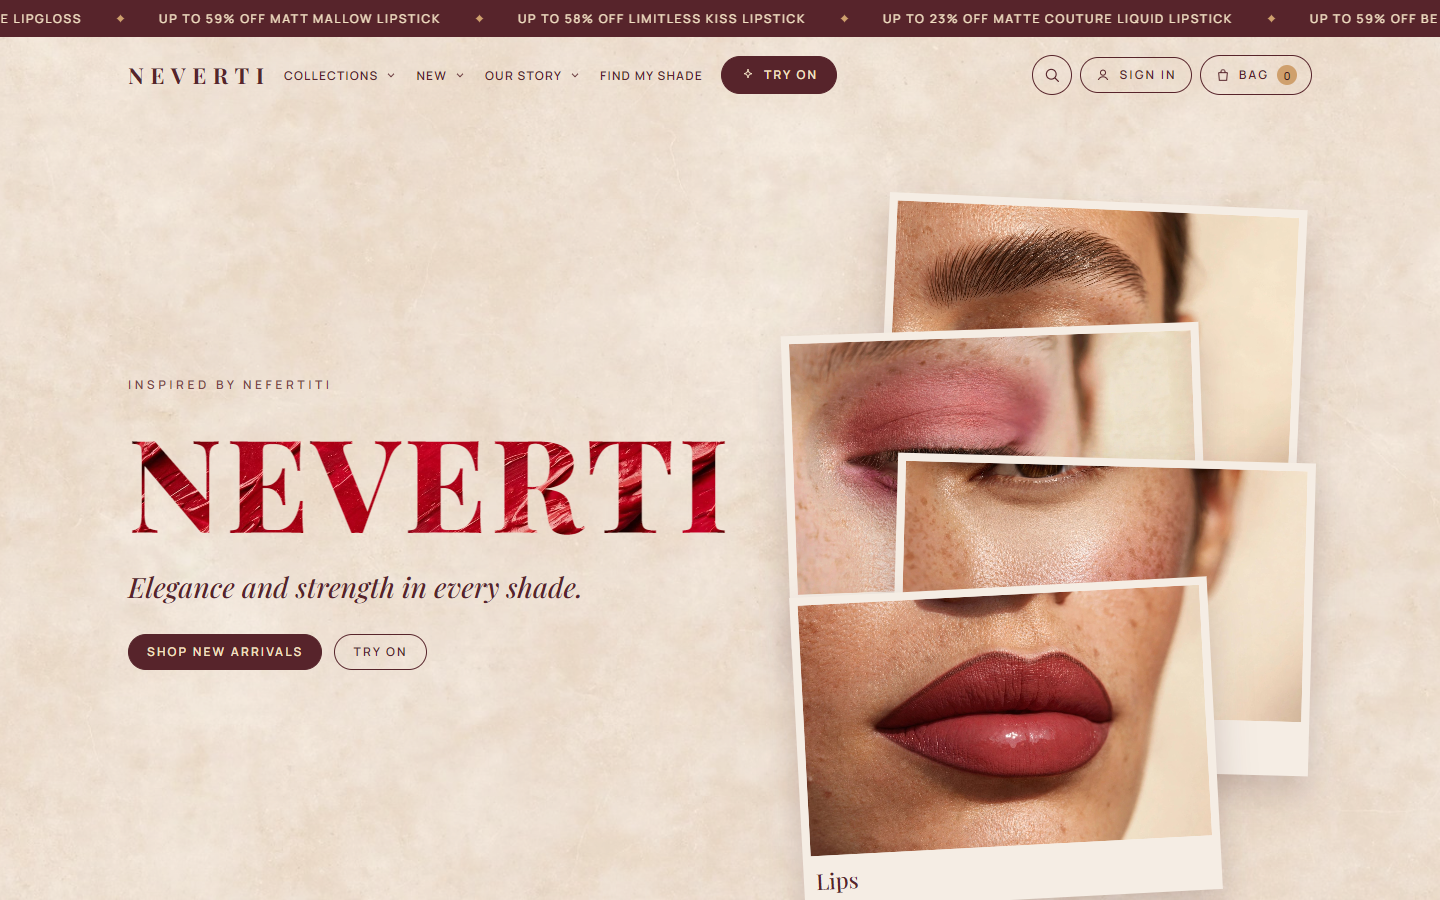 E LIPGLOSS ◆ UP TO 59% OFF MATT MALLOW LIPSTICK ◆ UP TO 58% OFF LIMITLESS KISS LIPSTICK ◆ UP TO 23% OFF MATTE COUTURE LIQUID LIPSTICK ◆ UP TO 59% OFF BE
NEVERTI COLLECTIONS NEW OUR STORY FIND MY SHADE TRY ON SIGN IN BAG 0
INSPIRED BY NEFERTITI
NEVERTI
Elegance and strength in every shade.
SHOP NEW ARRIVALS TRY ON
Lips